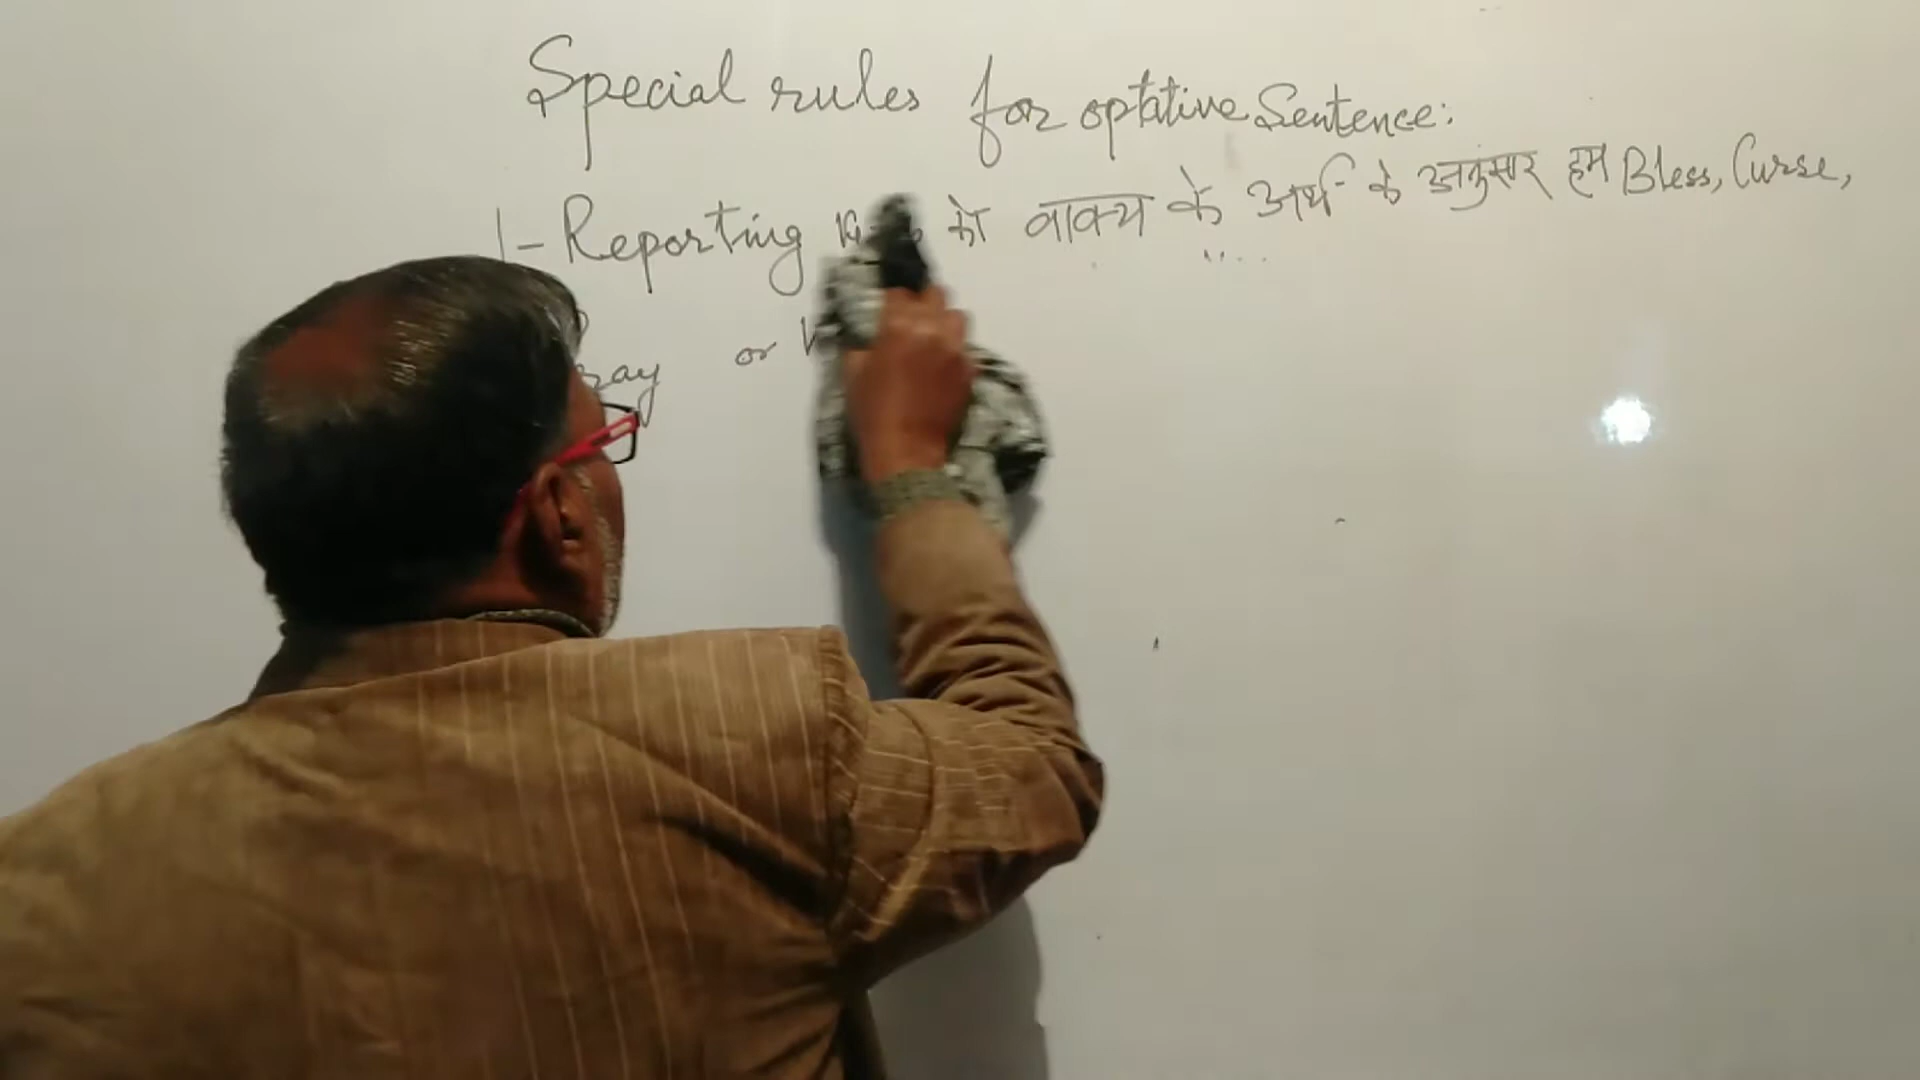 Special rules for optative Sentence:
1- Reporting को वाक्य के अर्थ के अनुसार हम Bless, Curse,
or